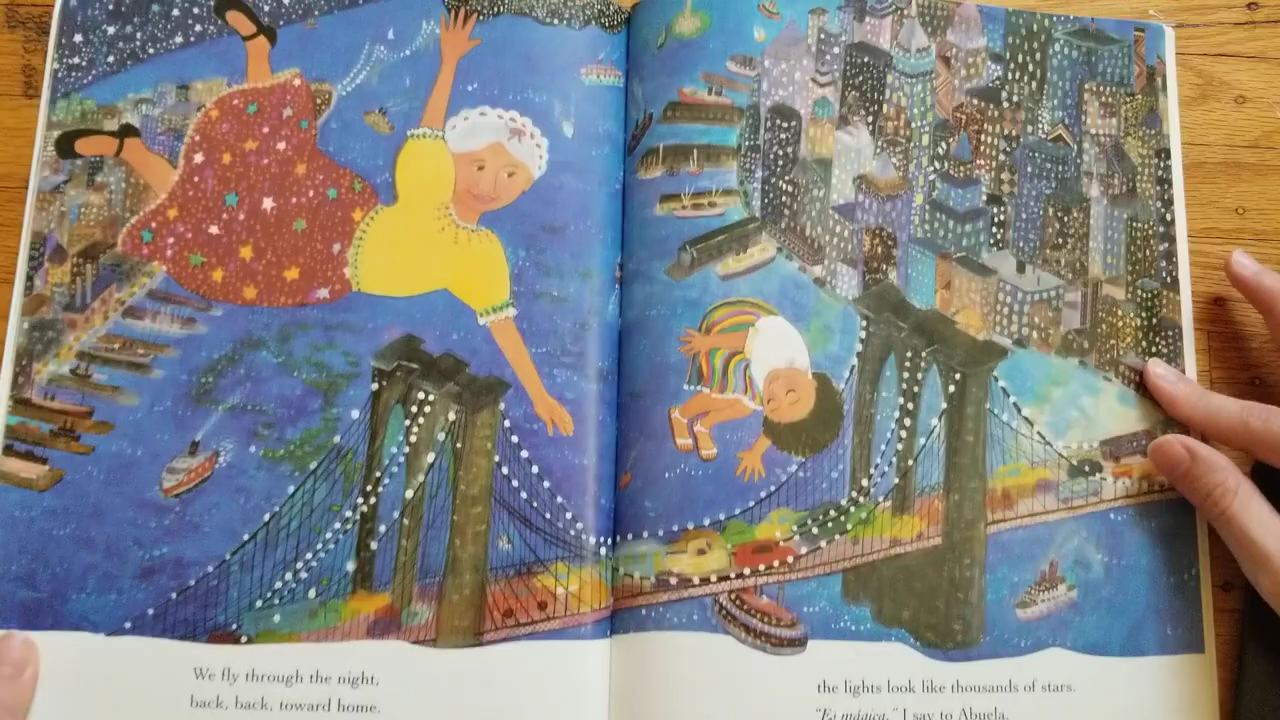 We fly through the night,
back, back, toward home.
the lights look like thousands of stars.
"Es mágica," I say to Abuela.